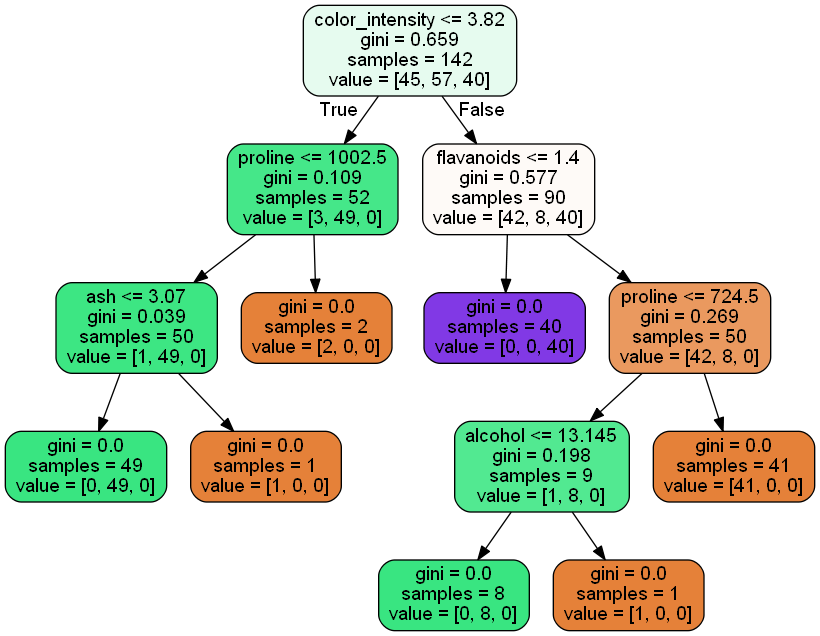 color_intensity <= 3.82
gini = 0.659
samples = 142
value = [45, 57, 40]
True
False
proline <= 1002.5
gini = 0.109
samples = 52
value = [3, 49, 0]
flavanoids <= 1.4
gini = 0.577
samples = 90
value = [42, 8, 40]
ash <= 3.07
gini = 0.039
samples = 50
value = [1, 49, 0]
gini = 0.0
samples = 2
value = [2, 0, 0]
gini = 0.0
samples = 40
value = [0, 0, 40]
proline <= 724.5
gini = 0.269
samples = 50
value = [42, 8, 0]
gini = 0.0
samples = 49
value = [0, 49, 0]
gini = 0.0
samples = 1
value = [1, 0, 0]
alcohol <= 13.145
gini = 0.198
samples = 9
value = [1, 8, 0]
gini = 0.0
samples = 41
value = [41, 0, 0]
gini = 0.0
samples = 8
value = [0, 8, 0]
gini = 0.0
samples = 1
value = [1, 0, 0]